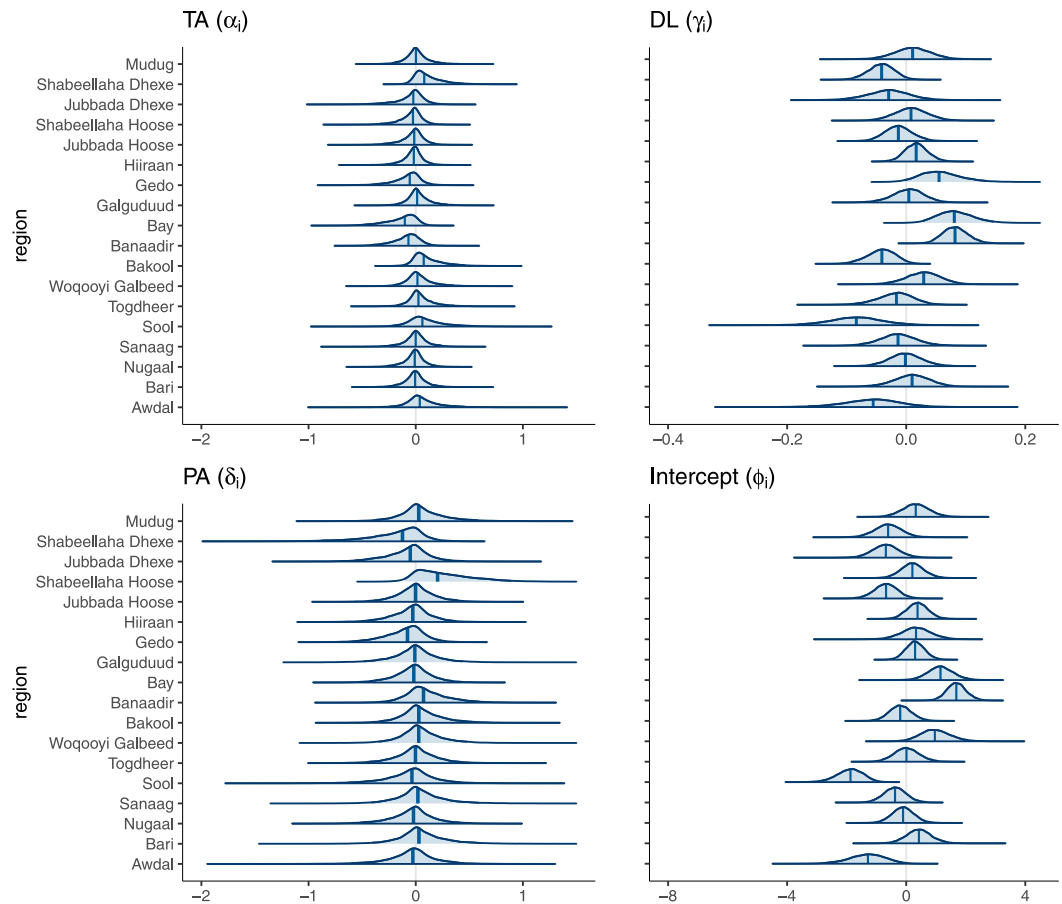 TA (αᵢ)
DL (γᵢ)
region
Mudug
Shabeellaha Dhexe
Jubbada Dhexe
Shabeellaha Hoose
Jubbada Hoose
Hiiraan
Gedo
Galguduud
Bay
Banaadir
Bakool
Woqooyi Galbeed
Togdheer
Sool
Sanaag
Nugaal
Bari
Awdal
−2 −1 0 1
−0.4 −0.2 0.0 0.2
PA (δᵢ)
Intercept (ϕᵢ)
region
Mudug
Shabeellaha Dhexe
Jubbada Dhexe
Shabeellaha Hoose
Jubbada Hoose
Hiiraan
Gedo
Galguduud
Bay
Banaadir
Bakool
Woqooyi Galbeed
Togdheer
Sool
Sanaag
Nugaal
Bari
Awdal
−2 −1 0 1
−8 −4 0 4